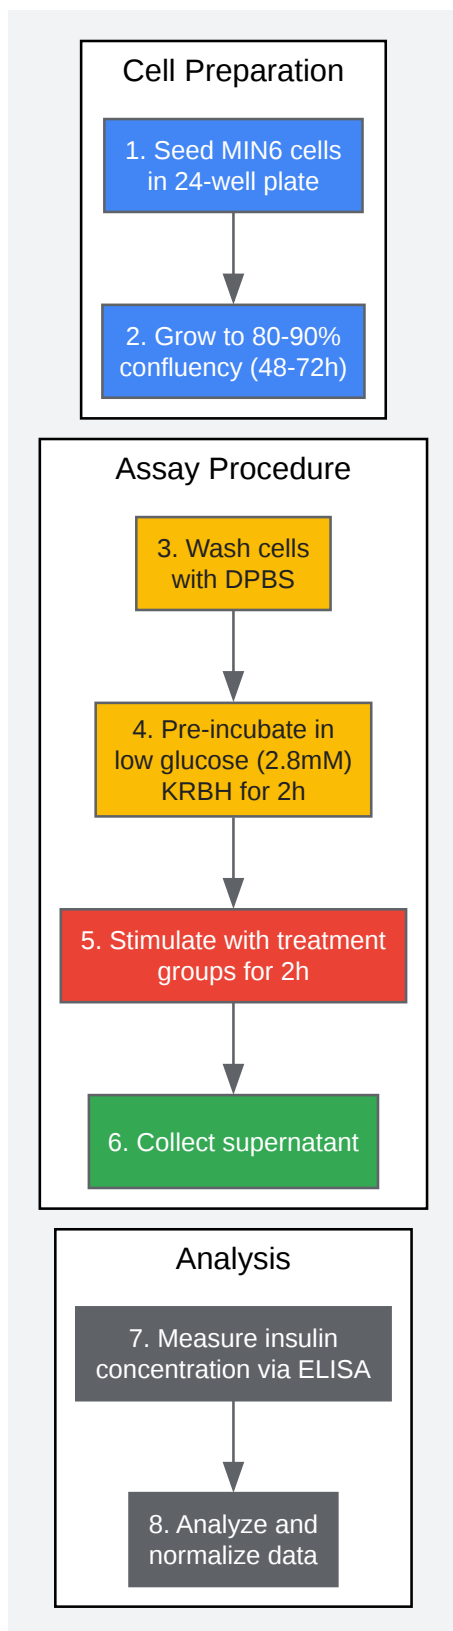 Cell Preparation
1. Seed MIN6 cells
in 24-well plate
2. Grow to 80-90%
confluency (48-72h)
Assay Procedure
3. Wash cells
with DPBS
4. Pre-incubate in
low glucose (2.8mM)
KRBH for 2h
5. Stimulate with treatment
groups for 2h
6. Collect supernatant
Analysis
7. Measure insulin
concentration via ELISA
8. Analyze and
normalize data